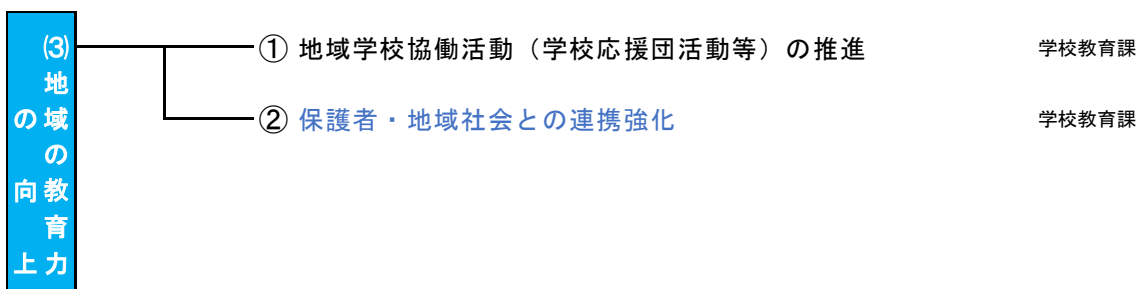 ⑶地域の教育力
の向上
① 地域学校協働活動（学校応援団活動等）の推進 学校教育課
② 保護者・地域社会との連携強化 学校教育課